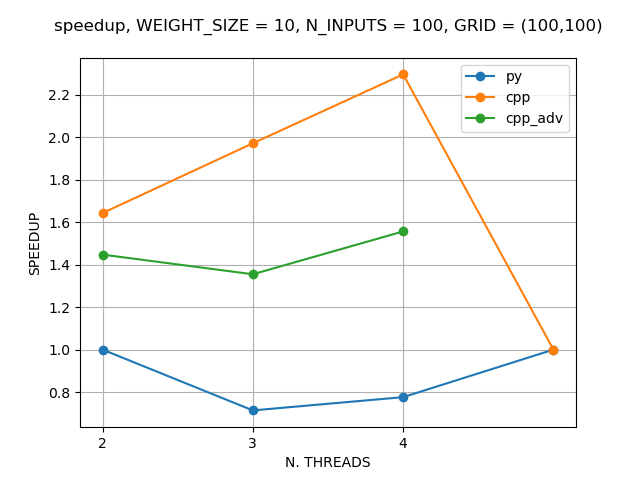 speedup, WEIGHT_SIZE = 10, N_INPUTS = 100, GRID = (100,100)
py
cpp
cpp_adv
2.2
2.0
1.8
1.6
1.4
1.2
1.0
0.8
SPEEDUP
2 3 4
N. THREADS